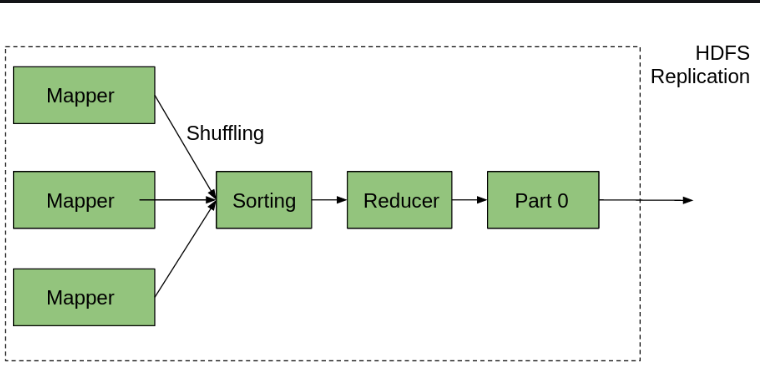 HDFS
Replication
Mapper
Shuffling
Mapper
Sorting
Reducer
Part 0
Mapper